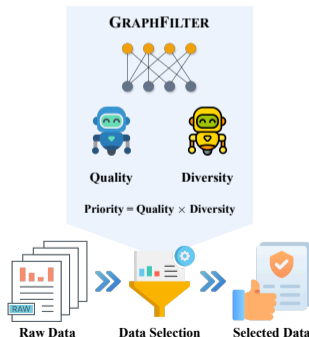 GRAPHFILTER
Quality Diversity
Priority = Quality × Diversity
RAW
Raw Data Data Selection Selected Data